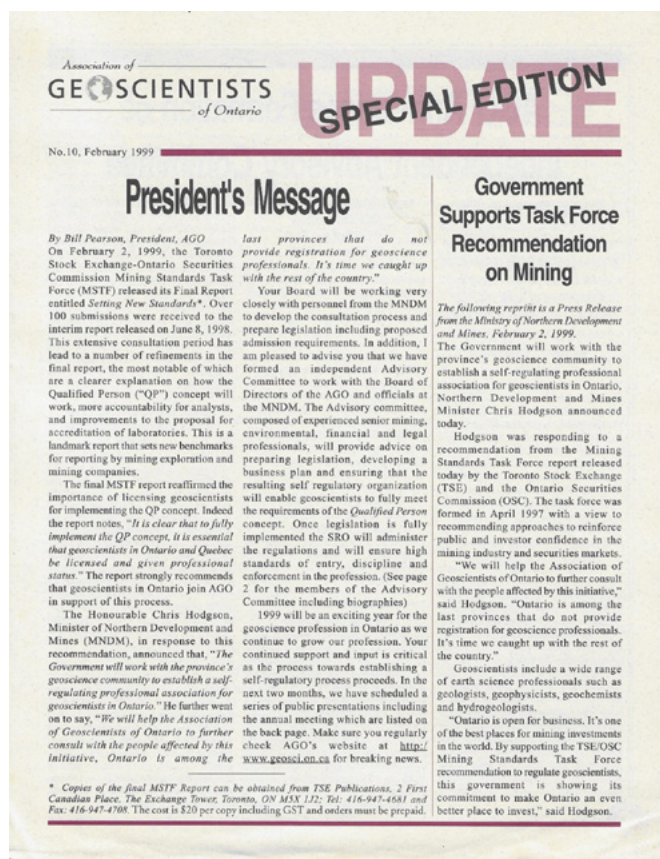 Association of
GEOSCIENTISTS
of Ontario
UPDATE
SPECIAL EDITION
No.10, February 1999
President's Message
By Bill Pearson, President, AGO
On February 2, 1999, the Toronto
Stock Exchange-Ontario Securities
Commission Mining Standards Task
Force (MSTF) released its Final Report
entitled Setting New Standards*. Over
100 submissions were received to the
interim report released on June 8, 1998.
This extensive consultation period has
lead to a number of refinements in the
final report, the most notable of which
are a clearer explanation on how the
Qualified Person ("QP") concept will
work, more accountability for analysts,
and improvements to the proposal for
accreditation of laboratories. This is a
landmark report that sets new benchmarks
for reporting by mining exploration and
mining companies.
The final MSTF report reaffirmed the
importance of licensing geoscientists
for implementing the QP concept. Indeed
the report notes, "It is clear that to fully
implement the QP concept, it is essential
that geoscientists in Ontario and Quebec
be licensed and given professional
status." The report strongly recommends
that geoscientists in Ontario join AGO
in support of this process.
The Honourable Chris Hodgson,
Minister of Northern Development and
Mines (MNDM), in response to this
recommendation, announced that, "The
Government will work with the province's
geoscience community to establish a self-
regulating professional association for
geoscientists in Ontario." He further went
on to say, "We will help the Association
of Geoscientists of Ontario to further
consult with the people affected by this
initiative, Ontario is among the
last provinces that do not
provide registration for geoscience
professionals. It's time we caught up
with the rest of the country."
Your Board will be working very
closely with personnel from the MNDM
to develop the consultation process and
prepare legislation including proposed
admission requirements. In addition, I
am pleased to advise you that we have
formed an independent Advisory
Committee to work with the Board of
Directors of the AGO and officials at
the MNDM. The Advisory committee,
composed of experienced senior mining,
environmental, financial and legal
professionals, will provide advice on
preparing legislation, developing a
business plan and ensuring that the
resulting self regulatory organization
will enable geoscientists to fully meet
the requirements of the Qualified Person
concept. Once legislation is fully
implemented the SRO will administer
the regulations and will ensure high
standards of entry, discipline and
enforcement in the profession. (See page
2 for the members of the Advisory
Committee including biographies)
1999 will be an exciting year for the
geoscience profession in Ontario as we
continue to grow our profession. Your
continued support and input is critical
as the process towards establishing a
self-regulatory process proceeds. In the
next two months, we have scheduled a
series of public presentations including
the annual meeting which are listed on
the back page. Make sure you regularly
check AGO's website at http:/
www.geosci.on.ca for breaking news.
* Copies of the final MSTF Report can be obtained from TSE Publications, 2 First
Canadian Place, The Exchange Tower, Toronto, ON M5X 1J2; Tel: 416-947-4681 and
Fax: 416-947-4708. The cost is $20 per copy including GST and orders must be prepaid.
Government
Supports Task Force
Recommendation
on Mining
The following reprint is a Press Release
from the Ministry of Northern Development
and Mines, February 2, 1999.
The Government will work with the
province's geoscience community to
establish a self-regulating professional
association for geoscientists in Ontario,
Northern Development and Mines
Minister Chris Hodgson announced
today.
Hodgson was responding to a
recommendation from the Mining
Standards Task Force report released
today by the Toronto Stock Exchange
(TSE) and the Ontario Securities
Commission (OSC). The task force was
formed in April 1997 with a view to
recommending approaches to reinforce
public and investor confidence in the
mining industry and securities markets.
"We will help the Association of
Geoscientists of Ontario to further consult
with the people affected by this initiative,"
said Hodgson. "Ontario is among the
last provinces that do not provide
registration for geoscience professionals.
It's time we caught up with the rest of
the country."
Geoscientists include a wide range
of earth science professionals such as
geologists, geophysicists, geochemists
and hydrogeologists.
"Ontario is open for business. It's one
of the best places for mining investments
in the world. By supporting the TSE/OSC
Mining Standards Task Force
recommendation to regulate geoscientists,
this government is showing its
commitment to make Ontario an even
better place to invest," said Hodgson.